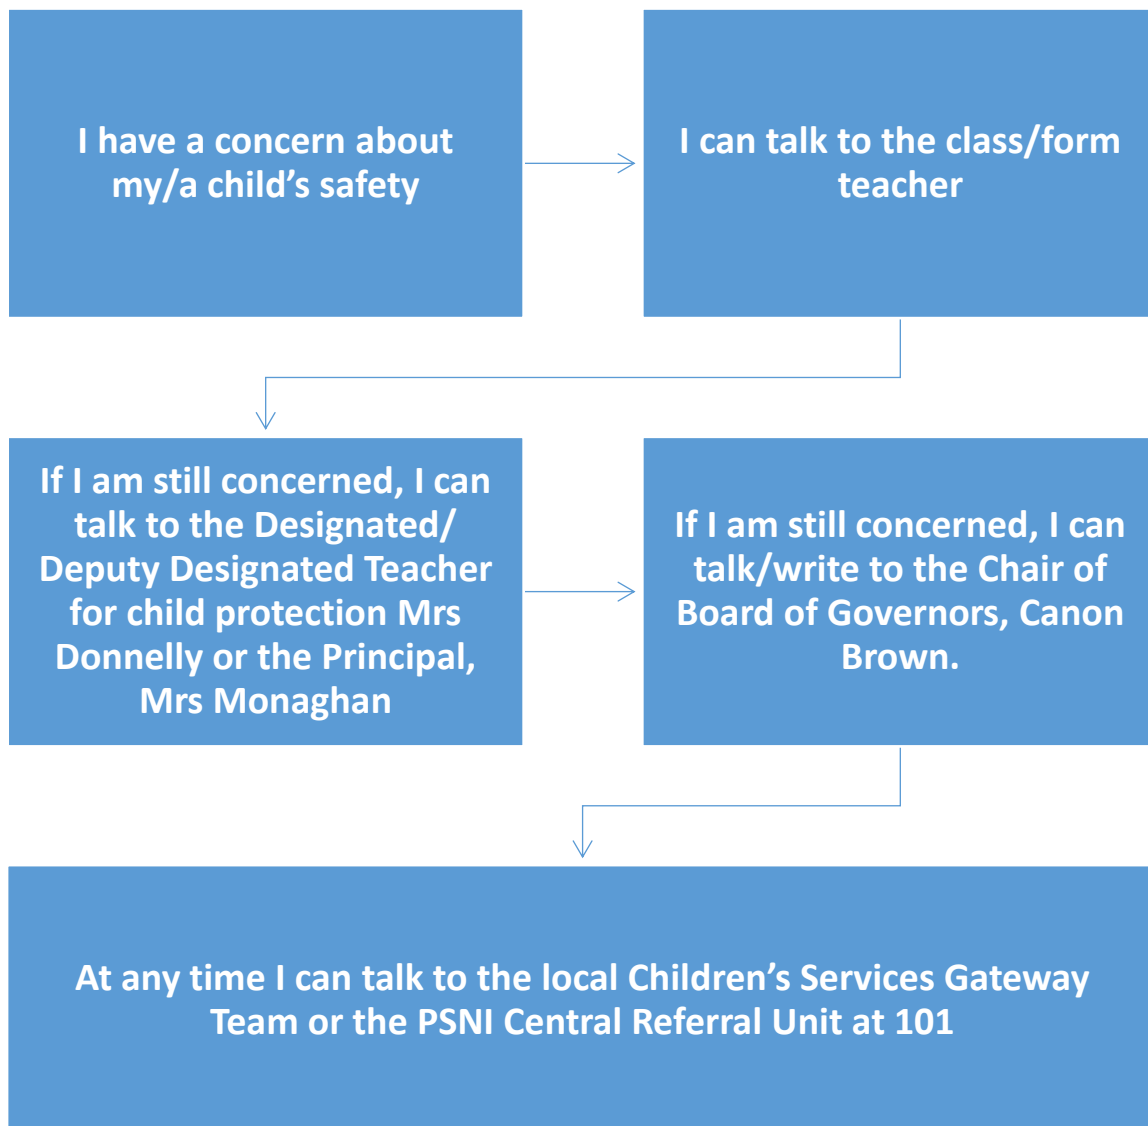 I have a concern about
my/a child’s safety
I can talk to the class/form
teacher
If I am still concerned, I can
talk to the Designated/
Deputy Designated Teacher
for child protection Mrs
Donnelly or the Principal,
Mrs Monaghan
If I am still concerned, I can
talk/write to the Chair of
Board of Governors, Canon
Brown.
At any time I can talk to the local Children’s Services Gateway
Team or the PSNI Central Referral Unit at 101